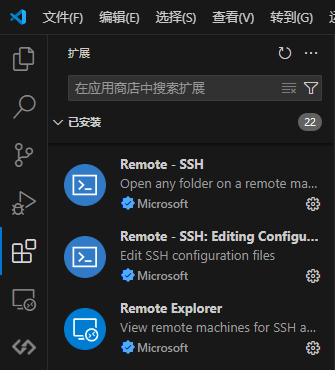 文件(F) 编辑(E) 选择(S) 查看(V) 转到(G)
扩展
在应用商店中搜索扩展
已安装 22
Remote - SSH
Open any folder on a remote ma...
Microsoft
Remote - SSH: Editing Configu...
Edit SSH configuration files
Microsoft
Remote Explorer
View remote machines for SSH a...
Microsoft